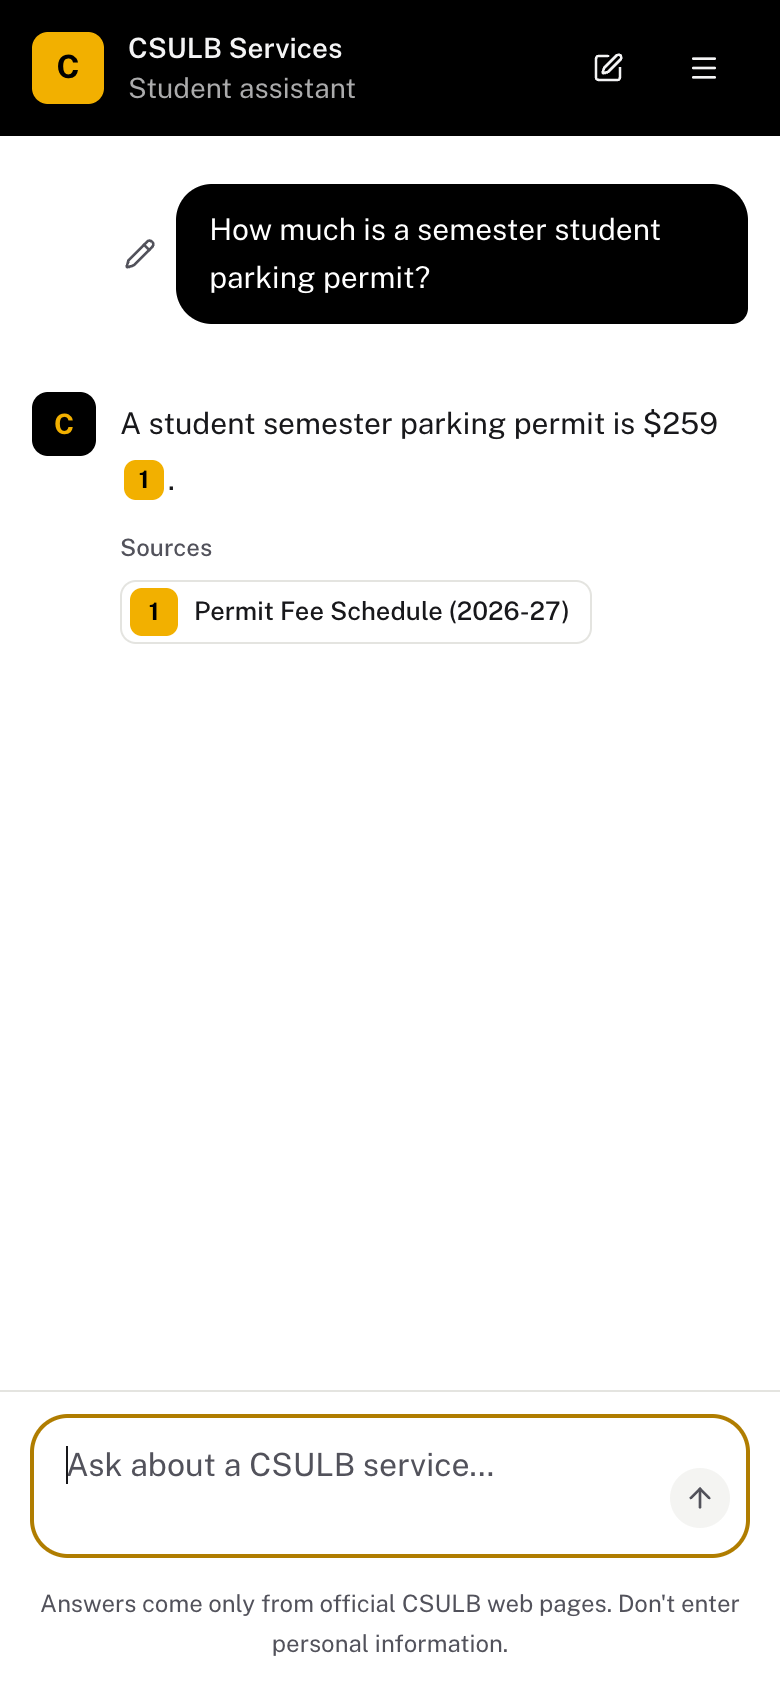 C
CSULB Services
Student assistant
How much is a semester student
parking permit?
C
A student semester parking permit is $259
1.
Sources
1 Permit Fee Schedule (2026-27)
Ask about a CSULB service...
Answers come only from official CSULB web pages. Don't enter
personal information.